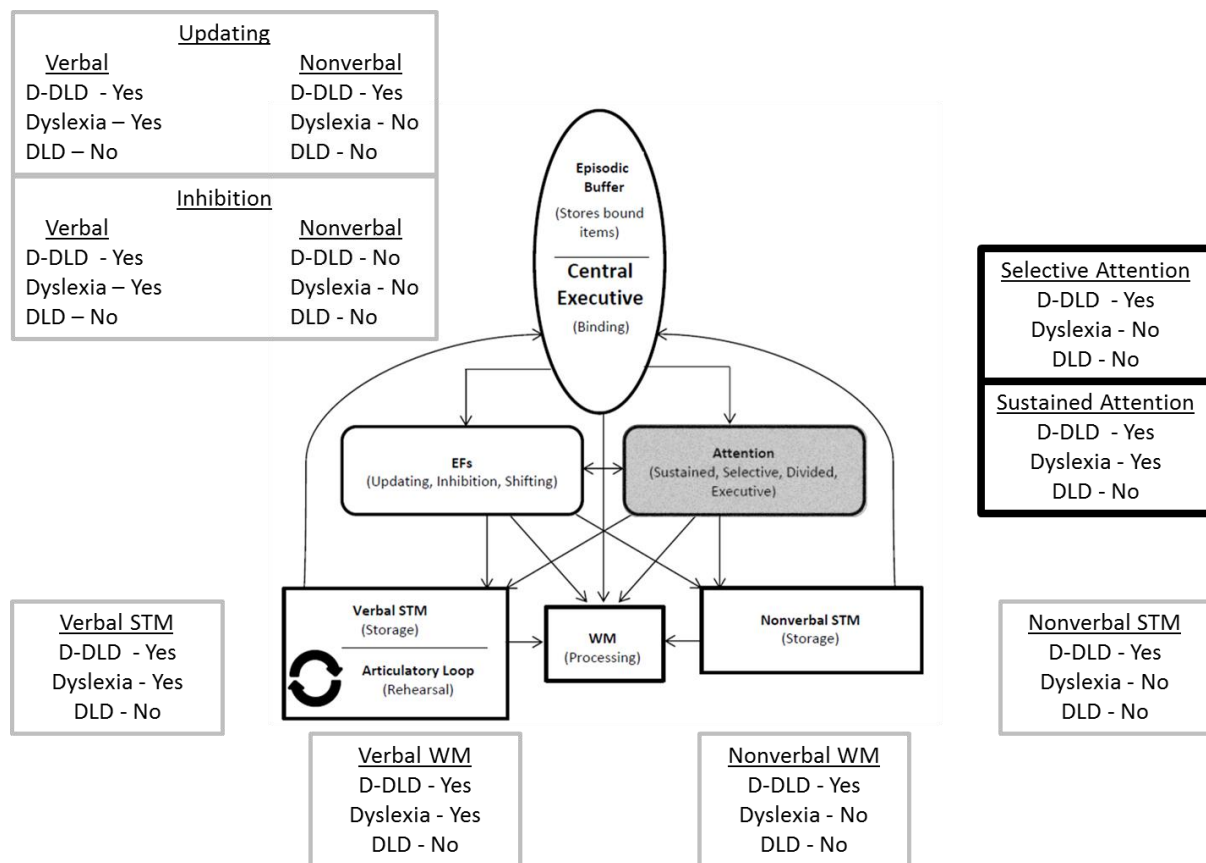 Updating
Verbal Nonverbal
D-DLD - Yes D-DLD - Yes
Dyslexia – Yes Dyslexia - No
DLD – No DLD - No
Inhibition
Verbal Nonverbal
D-DLD - Yes D-DLD - No
Dyslexia – Yes Dyslexia - No
DLD – No DLD - No
Episodic
Buffer
(Stores bound
items)
Central
Executive
(Binding)
Selective Attention
D-DLD - Yes
Dyslexia - No
DLD - No
Sustained Attention
D-DLD - Yes
Dyslexia - Yes
DLD - No
EFs
(Updating, Inhibition, Shifting)
Attention
(Sustained, Selective, Divided,
Executive)
Verbal STM
D-DLD - Yes
Dyslexia - Yes
DLD - No
Verbal STM
(Storage)
Articulatory Loop
(Rehearsal)
WM
(Processing)
Nonverbal STM
(Storage)
Nonverbal STM
D-DLD - Yes
Dyslexia - No
DLD - No
Verbal WM
D-DLD - Yes
Dyslexia - Yes
DLD - No
Nonverbal WM
D-DLD - Yes
Dyslexia - No
DLD - No